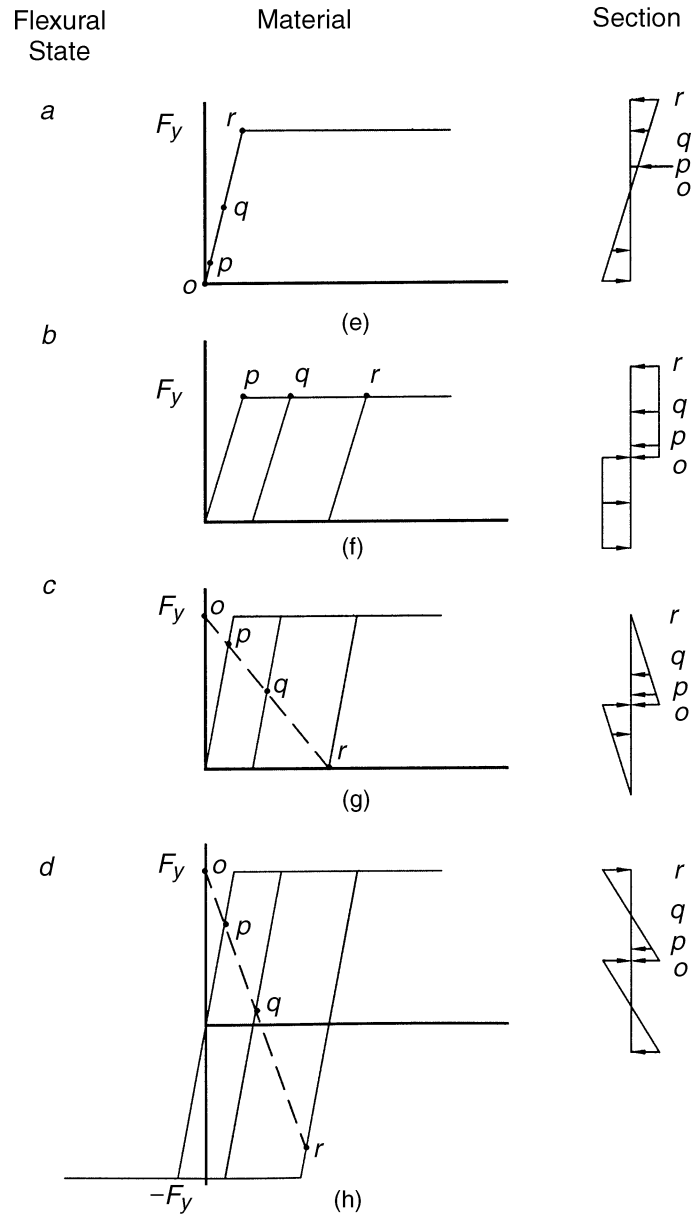 Flexural State
Material
Section
a
F_y
r
q
p
o
r
q
p
o
(e)
b
F_y
p q r
r
q
p
o
(f)
c
F_y
o
p
q
r
r
q
p
o
(g)
d
F_y
o
p
q
r
−F_y
r
q
p
o
(h)